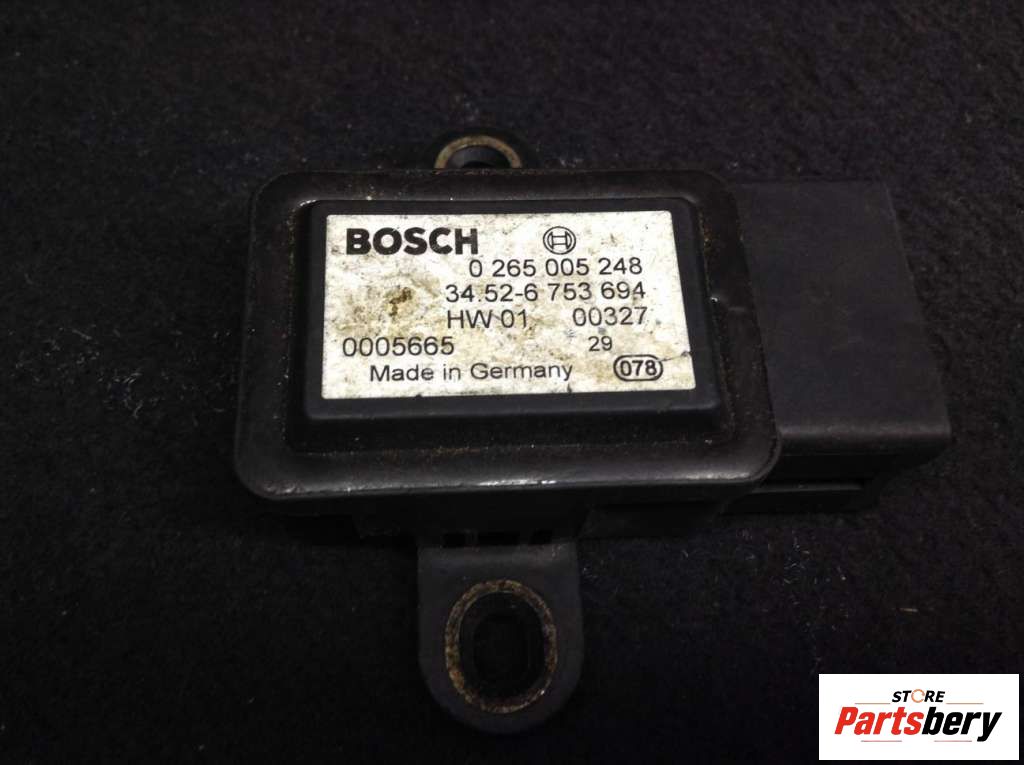 BOSCH
0 265 005 248
34.52-6 753 694
HW 01 00327
0005665 29
Made in Germany 078
STORE
Partsbery